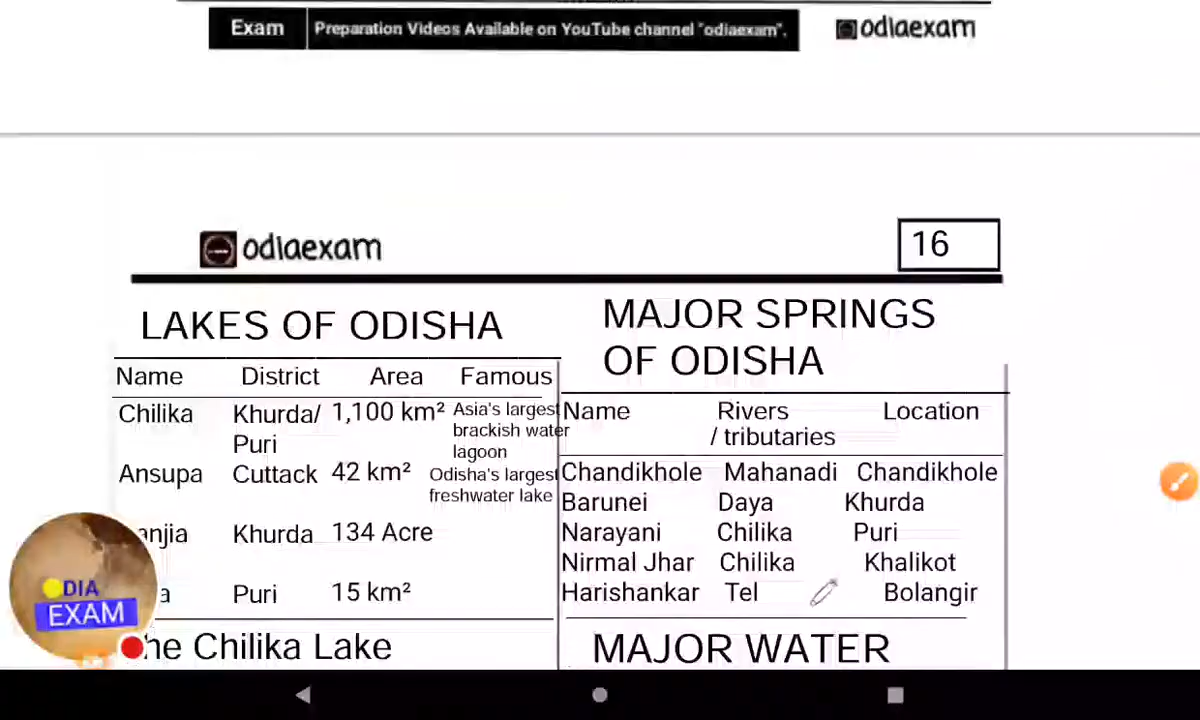 Exam Preparation Videos Available on YouTube channel "odiaexam". odiaexam
odiaexam
16
LAKES OF ODISHA
Name District Area Famous
Chilika Khurda/ Puri 1,100 km² Asia's largest brackish water lagoon
Ansupa Cuttack 42 km² Odisha's largest freshwater lake
anjia Khurda 134 Acre
a Puri 15 km²
he Chilika Lake
MAJOR SPRINGS
OF ODISHA
Name Rivers / tributaries Location
Chandikhole Mahanadi Chandikhole
Barunei Daya Khurda
Narayani Chilika Puri
Nirmal Jhar Chilika Khalikot
Harishankar Tel Bolangir
MAJOR WATER
ODIA
EXAM